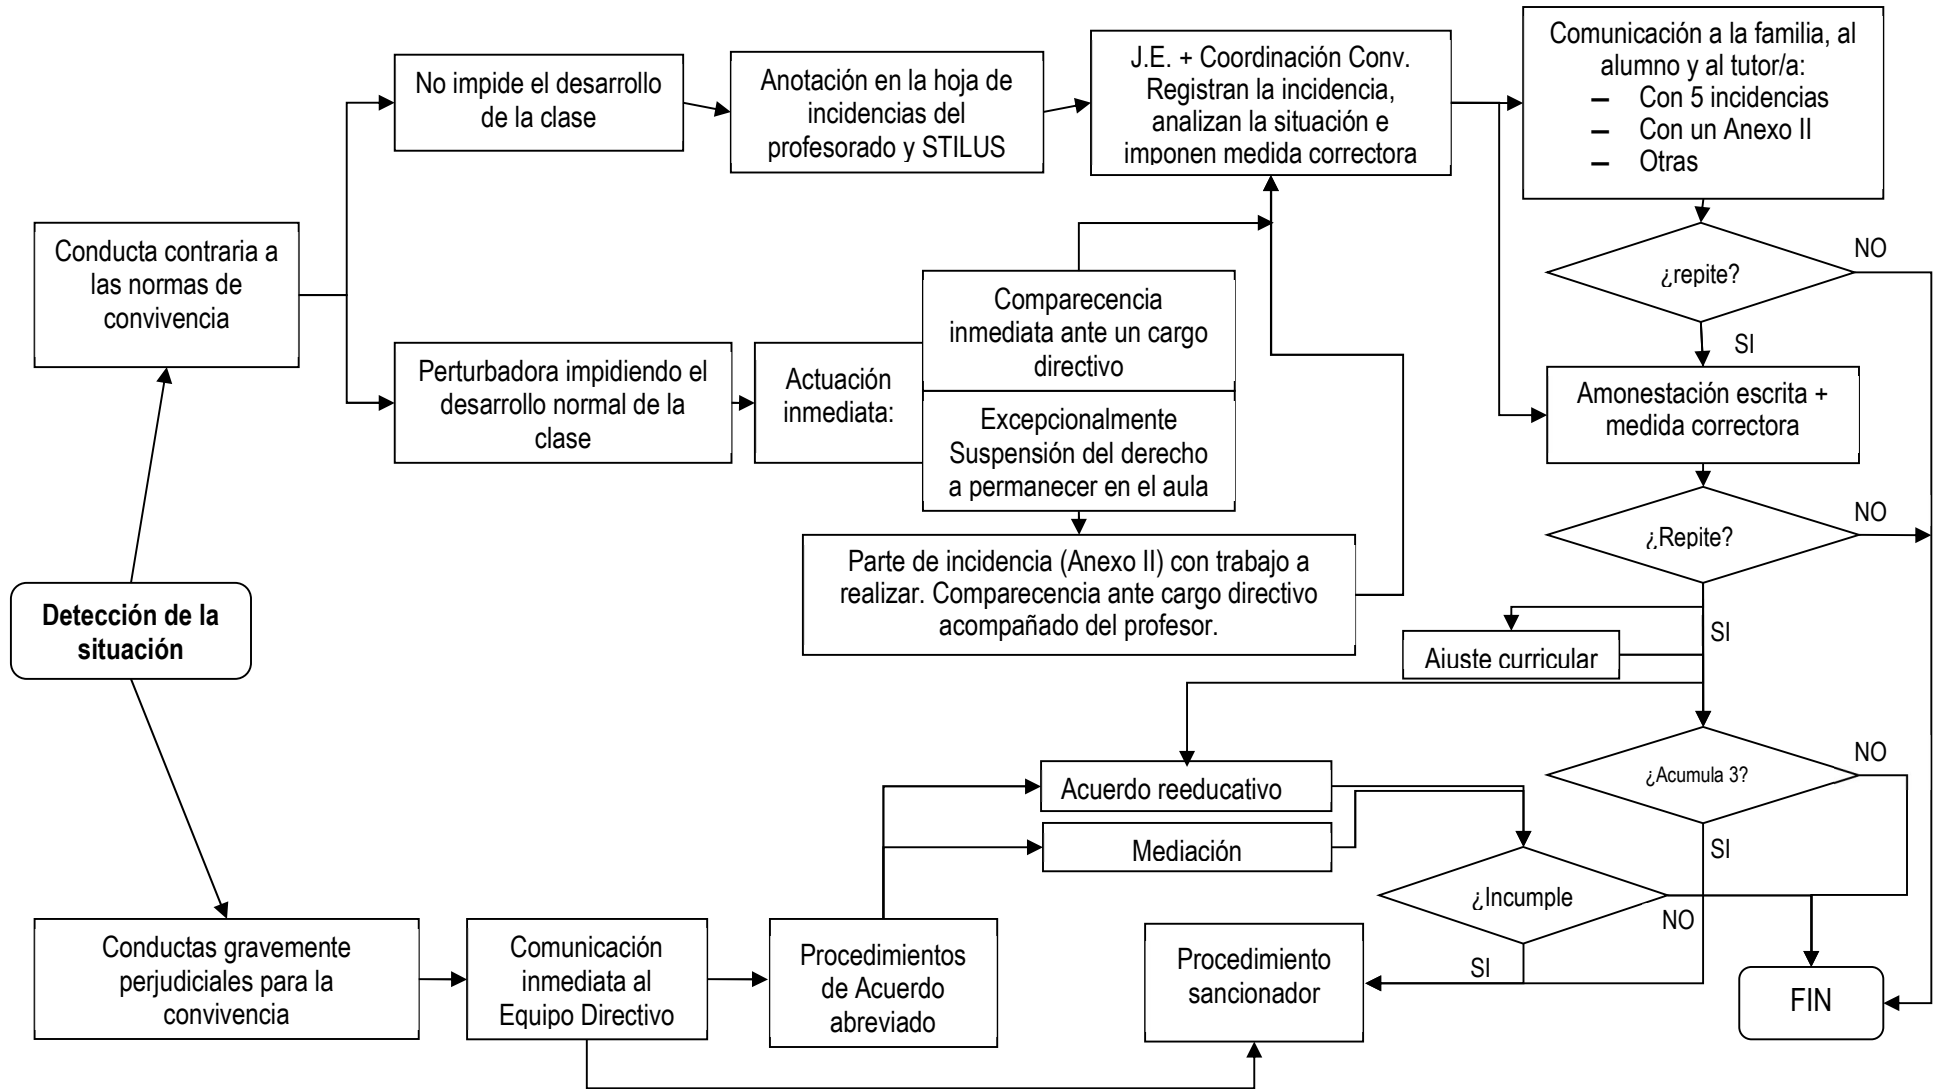 No impide el desarrollo
de la clase
Anotación en la hoja de
incidencias del
profesorado y STILUS
J.E. + Coordinación Conv.
Registran la incidencia,
analizan la situación e
imponen medida correctora
Comunicación a la familia, al
alumno y al tutor/a:
– Con 5 incidencias
– Con un Anexo II
– Otras
Conducta contraria a
las normas de
convivencia
¿repite?
NO
SI
Comparecencia
inmediata ante un cargo
directivo
Perturbadora impidiendo el
desarrollo normal de la
clase
Actuación
inmediata:
Excepcionalmente
Suspensión del derecho
a permanecer en el aula
Amonestación escrita +
medida correctora
¿Repite?
NO
SI
Parte de incidencia (Anexo II) con trabajo a
realizar. Comparecencia ante cargo directivo
acompañado del profesor.
Detección de la
situación
Ajuste curricular
¿Acumula 3?
NO
SI
Acuerdo reeducativo
Mediación
¿Incumple
NO
SI
Conductas gravemente
perjudiciales para la
convivencia
Comunicación
inmediata al
Equipo Directivo
Procedimientos
de Acuerdo
abreviado
Procedimiento
sancionador
FIN